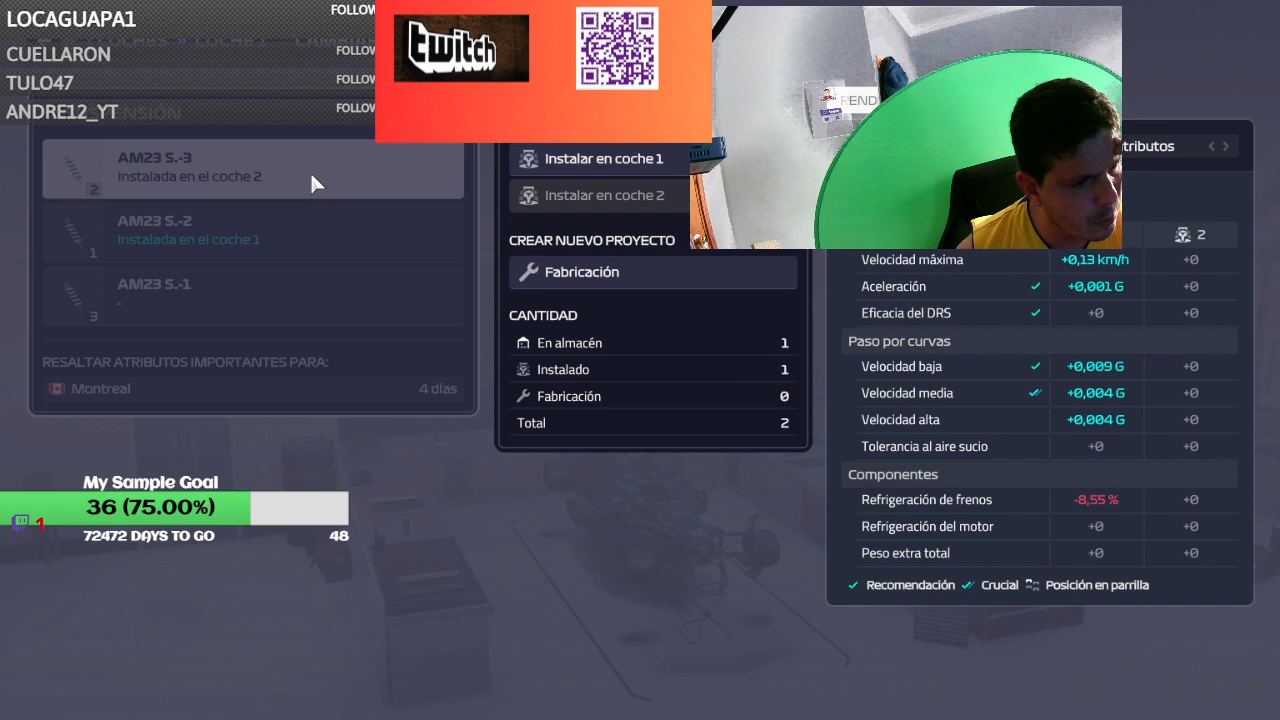 LOCAGUAPA1
FOLLOW
CUELLARON
FOLLOW
TULO47
FOLLOW
ANDRE12_YT
FOLLOW
twitch
REND
AM23 S.-3
Instalada en el coche 2
2
AM23 S.-2
Instalada en el coche 1
1
AM23 S.-1
-
3
RESALTAR ATRIBUTOS IMPORTANTES PARA:
Montreal
4 días
My Sample Goal
36 (75.00%)
1
72472 DAYS TO GO
48
Instalar en coche 1
Instalar en coche 2
CREAR NUEVO PROYECTO
Fabricación
CANTIDAD
En almacén 1
Instalado 1
Fabricación 0
Total 2
tributos
2
Velocidad máxima +0,13 km/h +0
Aceleración +0,001 G +0
Eficacia del DRS +0 +0
Paso por curvas
Velocidad baja +0,009 G +0
Velocidad media +0,004 G +0
Velocidad alta +0,004 G +0
Tolerancia al aire sucio +0 +0
Componentes
Refrigeración de frenos -8,55 % +0
Refrigeración del motor +0 +0
Peso extra total +0 +0
Recomendación Crucial Posición en parrilla